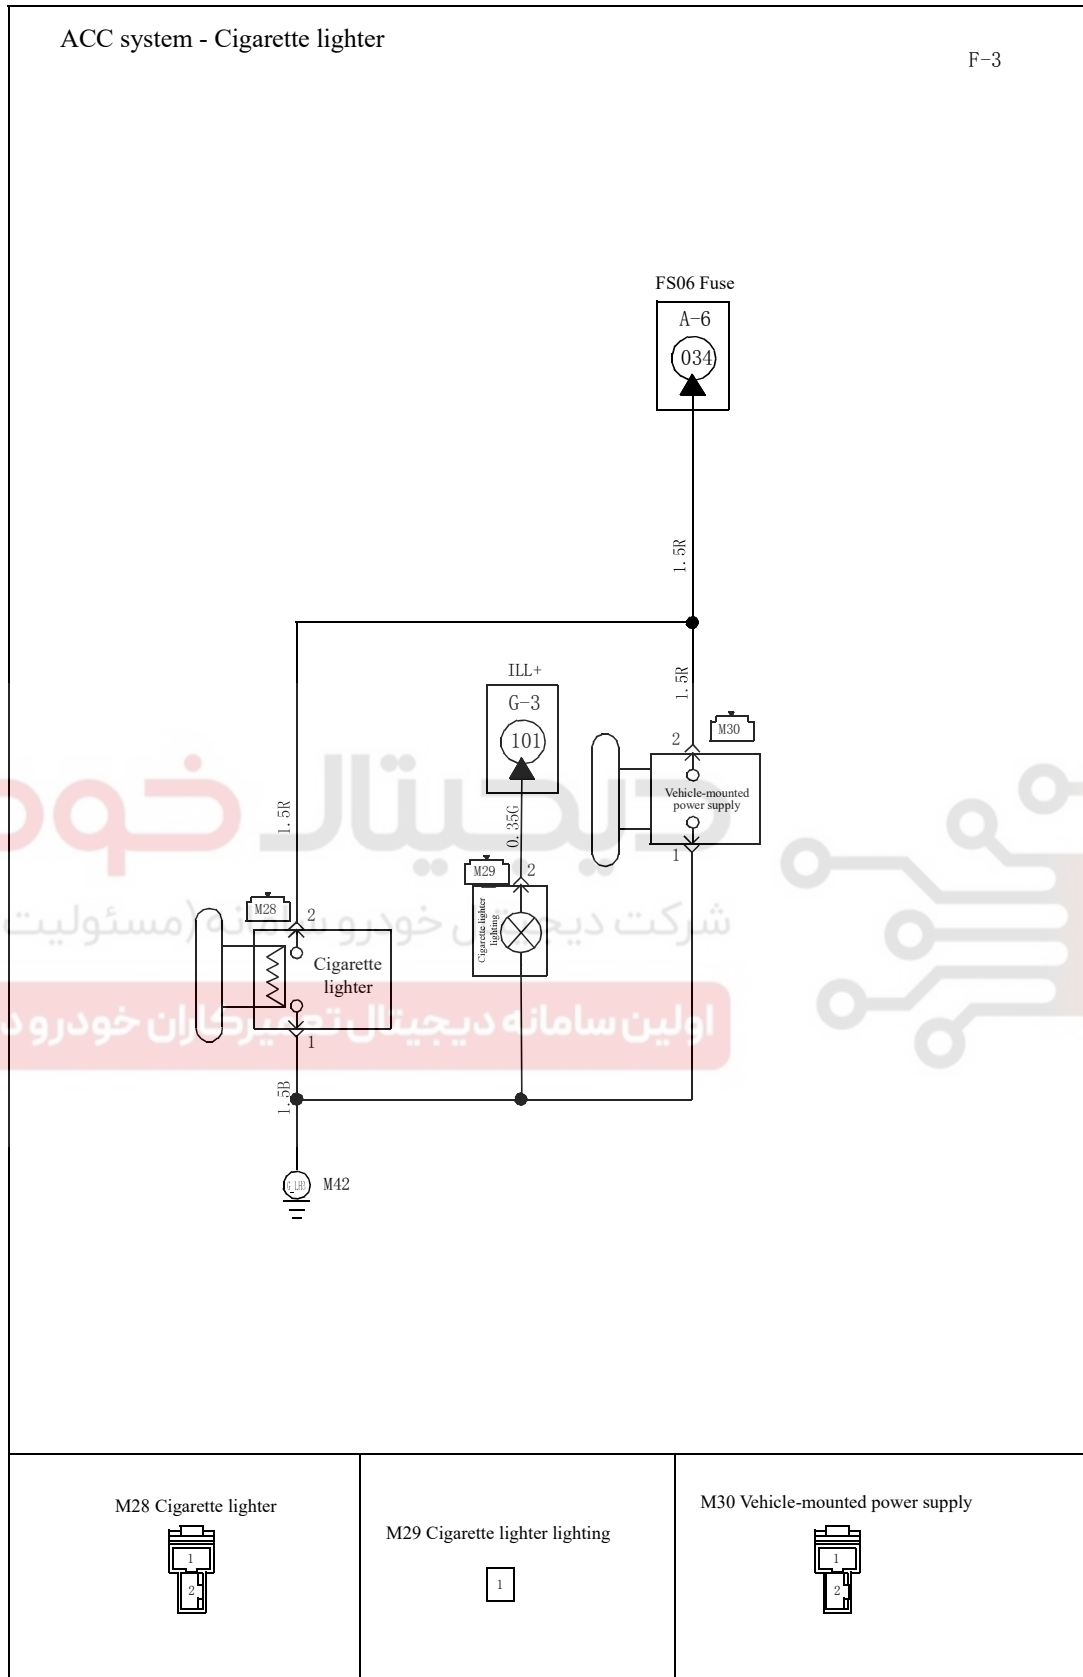 ACC system - Cigarette lighter
F-3
FS06 Fuse
A-6
034
1.5R
1.5R
ILL+
G-3
101
0.35G
M30
2
Vehicle-mounted
power supply
1
1.5R
M29
2
Cigarette lighter
lighting
M28
2
Cigarette
lighter
1
1.5B
G_LH3
M42
دیجیتال خود
شرکت دیجیتال خودرو سامانه (مسئولیت
اولین سامانه دیجیتال تعمیرکاران خودرو د
M28 Cigarette lighter
1
2
M29 Cigarette lighter lighting
1
M30 Vehicle-mounted power supply
1
2